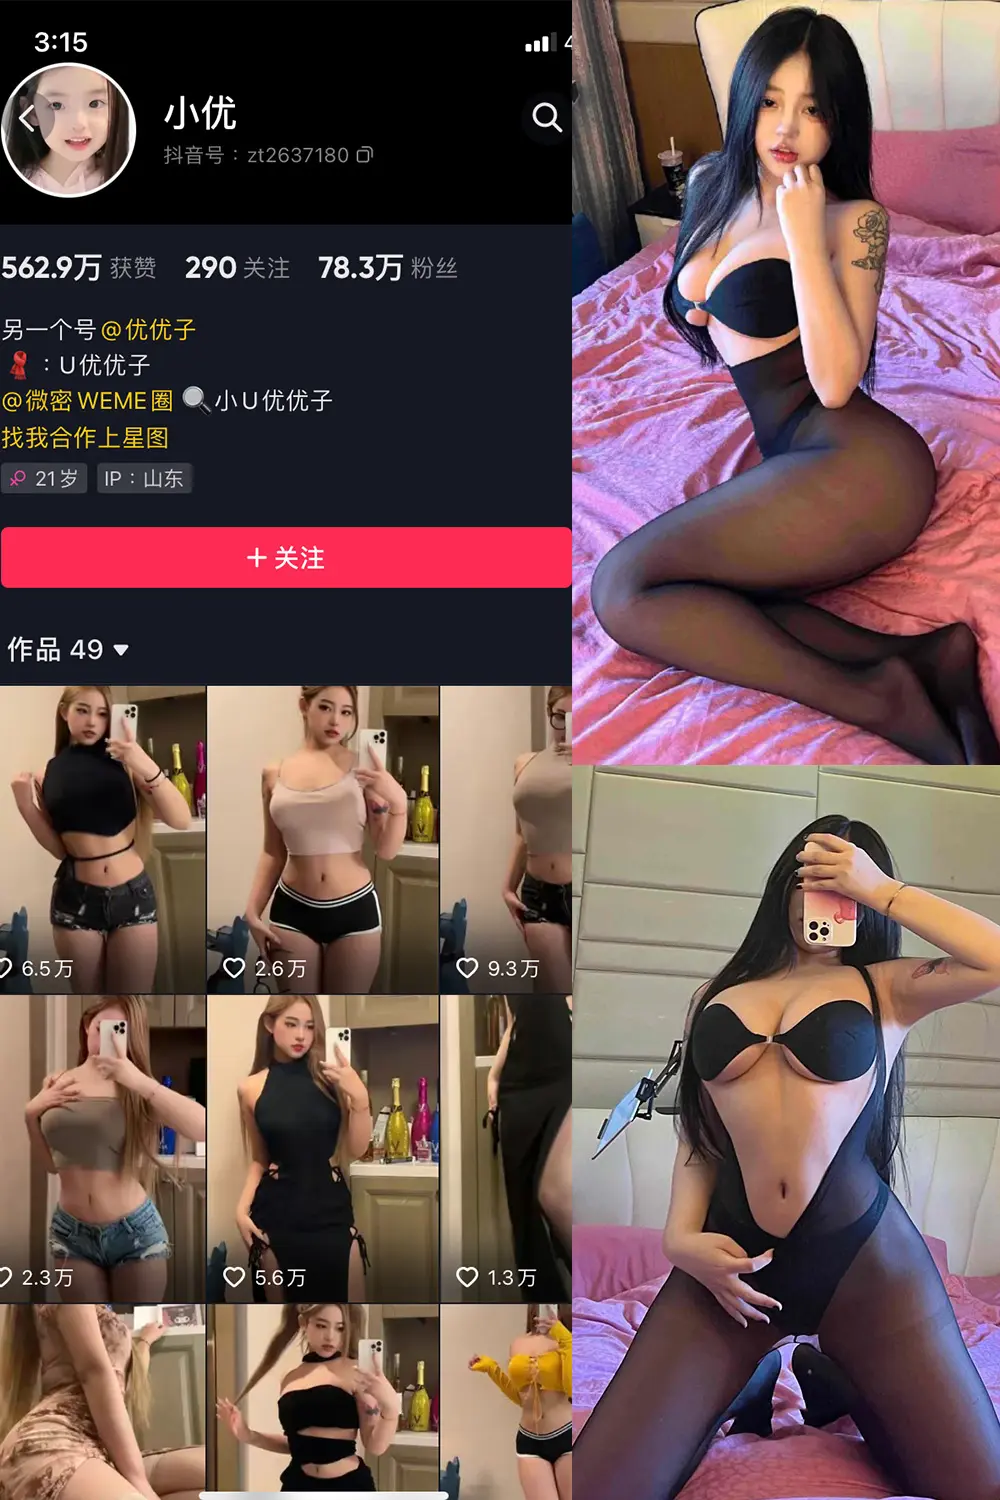 3:15
小优
抖音号：zt2637180
562.9万 获赞 290 关注 78.3万 粉丝
另一个号@优优子
：U优优子
@微密WEME圈 小U优优子
找我合作上星图
21岁 IP：山东
+ 关注
作品 49
6.5万 2.6万 9.3万
2.3万 5.6万 1.3万